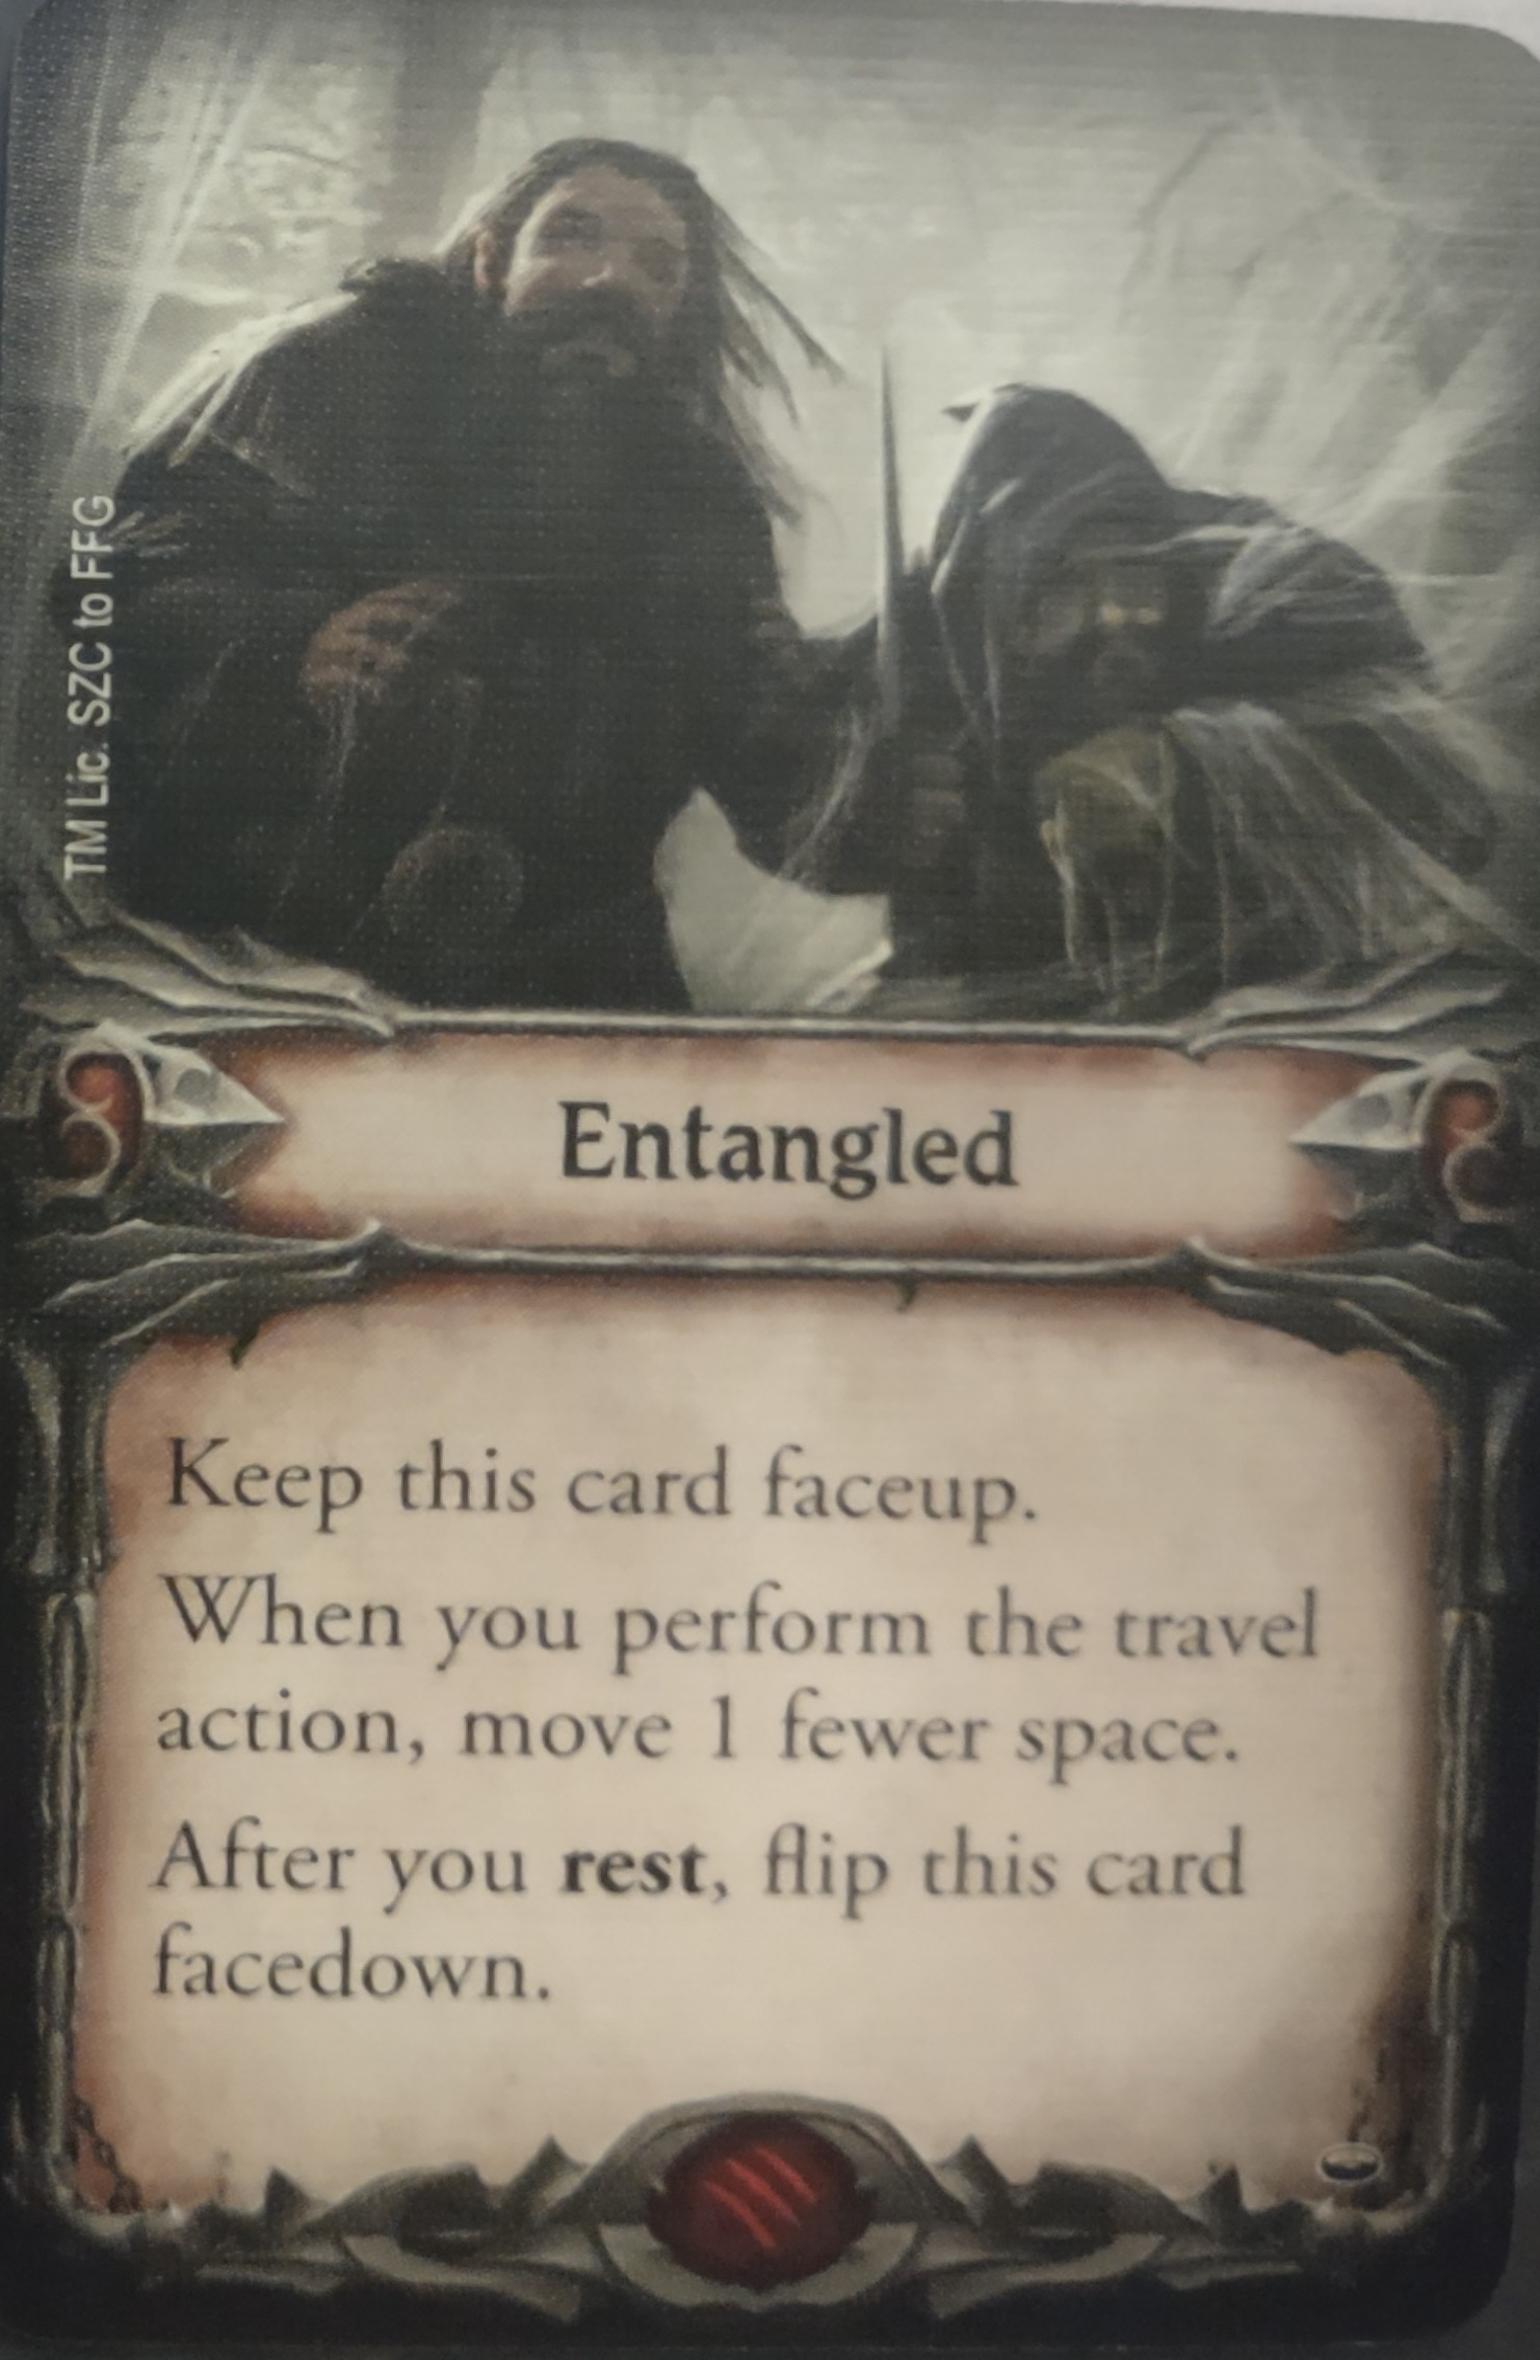 TM Lic. SZC to FFG
Entangled
Keep this card faceup.
When you perform the travel
action, move 1 fewer space.
After you rest, flip this card
facedown.